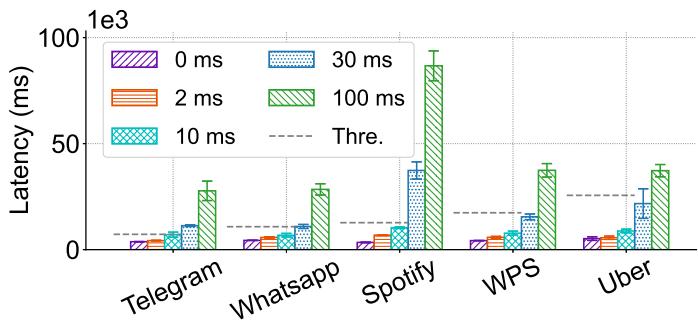 1e3
100
50
0
Latency (ms)
0 ms
2 ms
10 ms
30 ms
100 ms
Thre.
Telegram
Whatsapp
Spotify
WPS
Uber